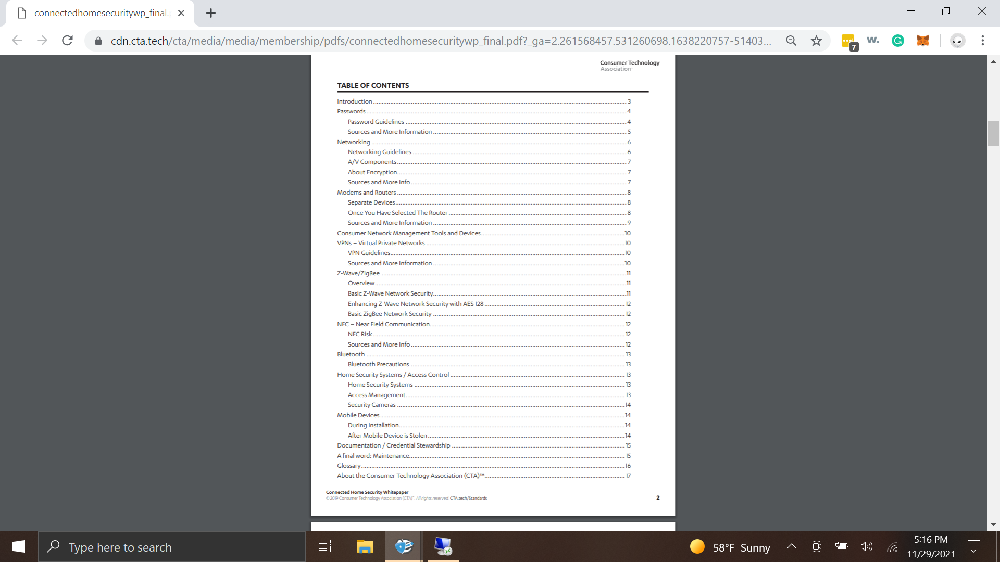 connectedhomesecuritywp_final.
cdn.cta.tech/cta/media/media/membership/pdfs/connectedhomesecuritywp_final.pdf?_ga=2.261568457.531260698.1638220757-51403...
7
w.
Consumer Technology
Association
TABLE OF CONTENTS
Introduction 3
Passwords 4
Password Guidelines 4
Sources and More Information 5
Networking 6
Networking Guidelines 6
A/V Components 7
About Encryption 7
Sources and More Info 7
Modems and Routers 8
Separate Devices 8
Once You Have Selected The Router 8
Sources and More Information 9
Consumer Network Management Tools and Devices 10
VPNs – Virtual Private Networks 10
VPN Guidelines 10
Sources and More Information 10
Z-Wave/ZigBee 11
Overview 11
Basic Z-Wave Network Security 11
Enhancing Z-Wave Network Security with AES 128 12
Basic ZigBee Network Security 12
NFC – Near Field Communication 12
NFC Risk 12
Sources and More Info 12
Bluetooth 13
Bluetooth Precautions 13
Home Security Systems / Access Control 13
Home Security Systems 13
Access Management 13
Security Cameras 14
Mobile Devices 14
During Installation 14
After Mobile Device is Stolen 14
Documentation / Credential Stewardship 15
A final word: Maintenance 15
Glossary 16
About the Consumer Technology Association (CTA)™ 17
Connected Home Security Whitepaper
© 2019 Consumer Technology Association (CTA)™. All rights reserved. CTA.tech/Standards
2
Type here to search
58°F Sunny
5:16 PM
11/29/2021